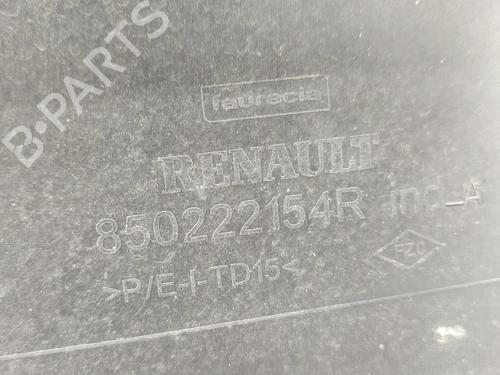 B-PARTS
faurecia
RENAULT
850222154R ind_A
>P/E-I-TD15<